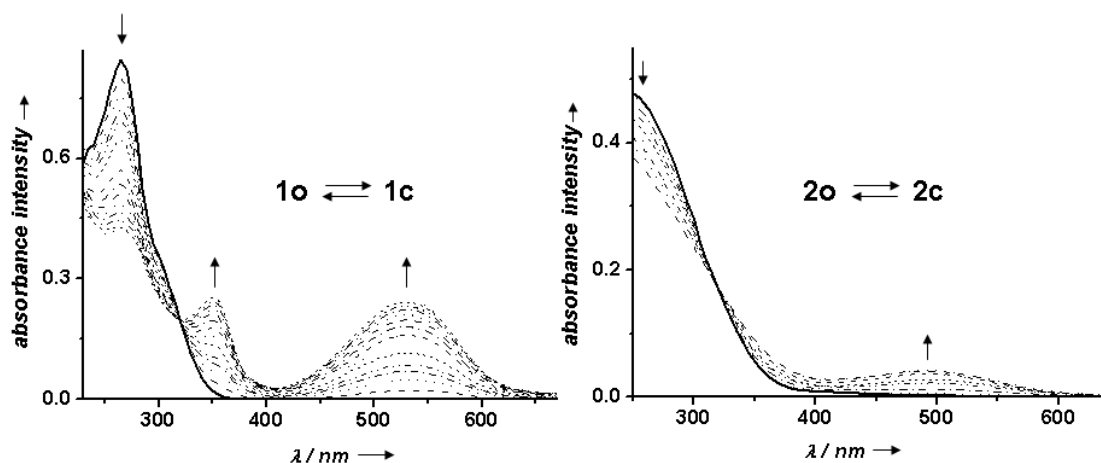 absorbance intensity →
0.6
0.3
0.0
1o ⇌ 1c
300 400 500 600
λ / nm →
absorbance intensity →
0.4
0.2
0.0
2o ⇌ 2c
300 400 500 600
λ / nm →